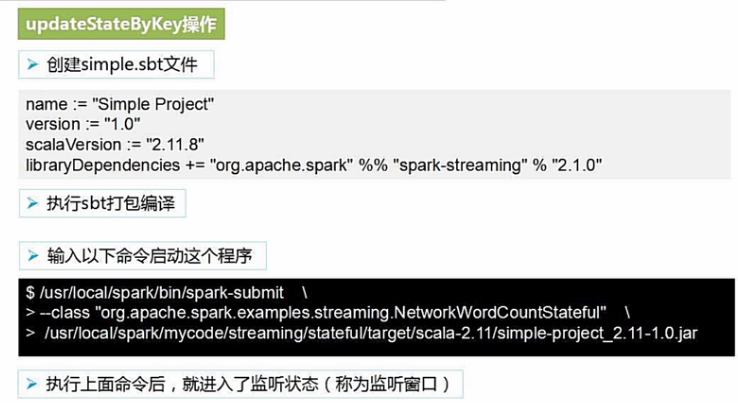 updateStateByKey操作
➢ 创建simple.sbt文件
name := "Simple Project"
version := "1.0"
scalaVersion := "2.11.8"
libraryDependencies += "org.apache.spark" %% "spark-streaming" % "2.1.0"
➢ 执行sbt打包编译
➢ 输入以下命令启动这个程序
$ /usr/local/spark/bin/spark-submit \
> --class "org.apache.spark.examples.streaming.NetworkWordCountStateful" \
> /usr/local/spark/mycode/streaming/stateful/target/scala-2.11/simple-project_2.11-1.0.jar
➢ 执行上面命令后，就进入了监听状态（称为监听窗口）